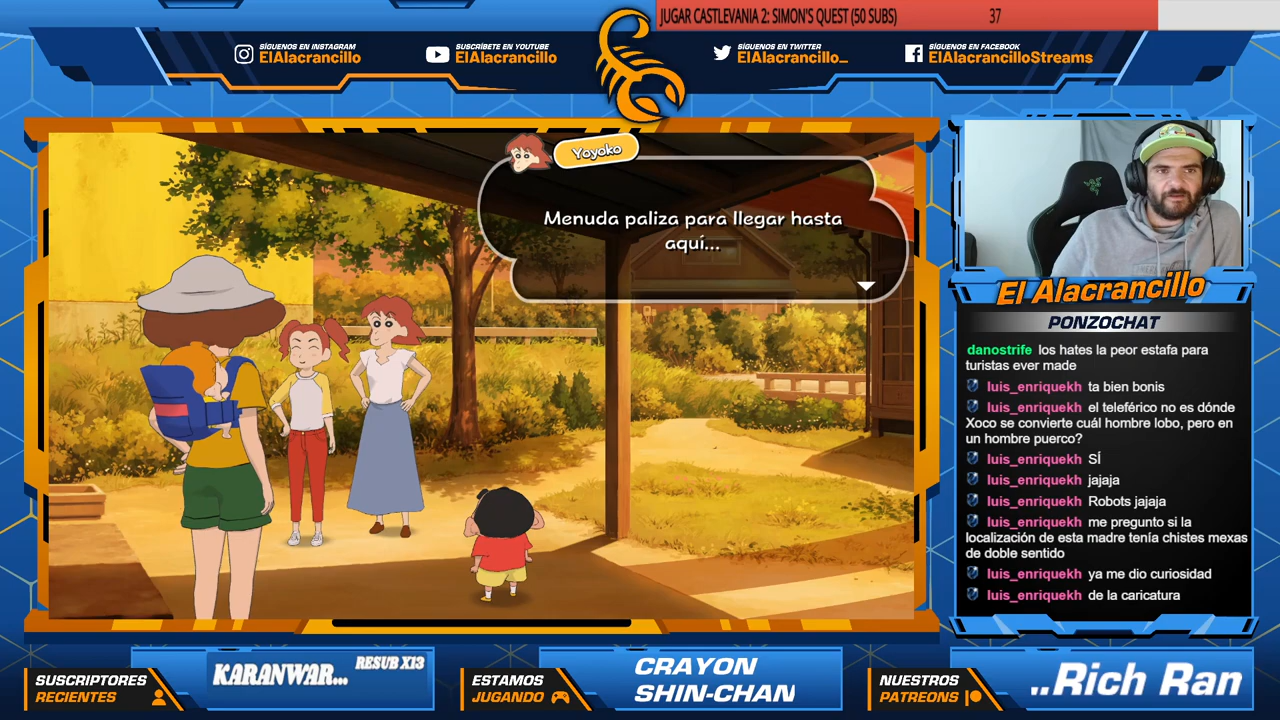 JUGAR CASTLEVANIA 2: SIMON'S QUEST (50 SUBS)
37
SÍGUENOS EN INSTAGRAM
ElAlacrancillo
SUSCRÍBETE EN YOUTUBE
ElAlacrancillo
SÍGUENOS EN TWITTER
ElAlacrancillo_
SÍGUENOS EN FACEBOOK
ElAlacrancilloStreams
Yoyoko
Menuda paliza para llegar hasta
aquí...
El Alacrancillo
PONZOCHAT
danostrife los hates la peor estafa para
turistas ever made
luis_enriquekh ta bien bonis
luis_enriquekh el teleférico no es dónde
Xoco se convierte cuál hombre lobo, pero en
un hombre puerco?
luis_enriquekh SÍ
luis_enriquekh jajaja
luis_enriquekh Robots jajaja
luis_enriquekh me pregunto si la
localización de esta madre tenía chistes mexas
de doble sentido
luis_enriquekh ya me dio curiosidad
luis_enriquekh de la caricatura
SUSCRIPTORES
RECIENTES
KARANWAR...
RESUB X13
ESTAMOS
JUGANDO
CRAYON
SHIN-CHAN
NUESTROS
PATREONS
..Rich Ran